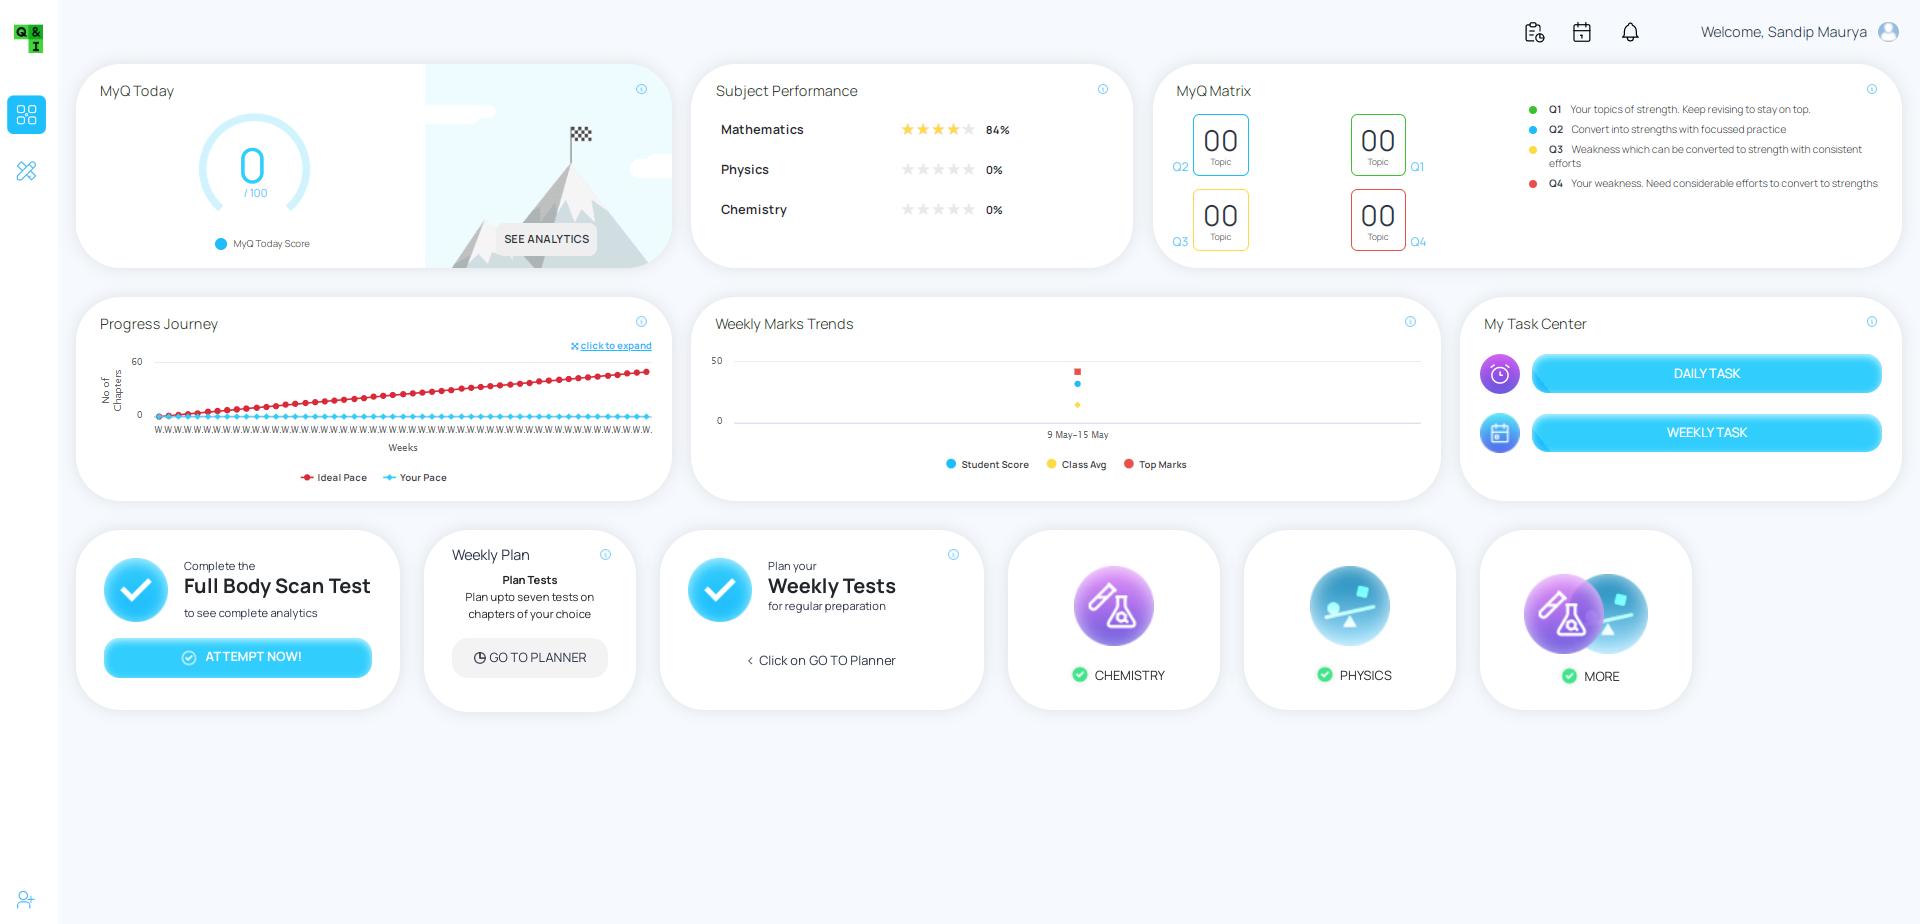 Q &
I
Welcome, Sandip Maurya
MyQ Today
0
/ 100
MyQ Today Score
SEE ANALYTICS
Subject Performance
Mathematics 84%
Physics 0%
Chemistry 0%
MyQ Matrix
Q2 00 Topic
00 Topic Q1
Q3 00 Topic
00 Topic Q4
Q1 Your topics of strength. Keep revising to stay on top.
Q2 Convert into strengths with focussed practice
Q3 Weakness which can be converted to strength with consistent
efforts
Q4 Your weakness. Need considerable efforts to convert to strengths
Progress Journey
click to expand
No of
Chapters
60
0
W.W.W.W.W.W.W.W.W.W.W.W.W.W.W.W.W.W.W.W.W.W.W.W.W.W.W.W.W.W.W.W.W.W.W.W.W.W.W.W.W.W.W.W.W.W.W.W.W.W.W.
Weeks
Ideal Pace Your Pace
Weekly Marks Trends
50
0
9 May–15 May
Student Score Class Avg Top Marks
My Task Center
DAILY TASK
WEEKLY TASK
Complete the
Full Body Scan Test
to see complete analytics
ATTEMPT NOW!
Weekly Plan
Plan Tests
Plan upto seven tests on
chapters of your choice
GO TO PLANNER
Plan your
Weekly Tests
for regular preparation
< Click on GO TO Planner
CHEMISTRY
PHYSICS
MORE